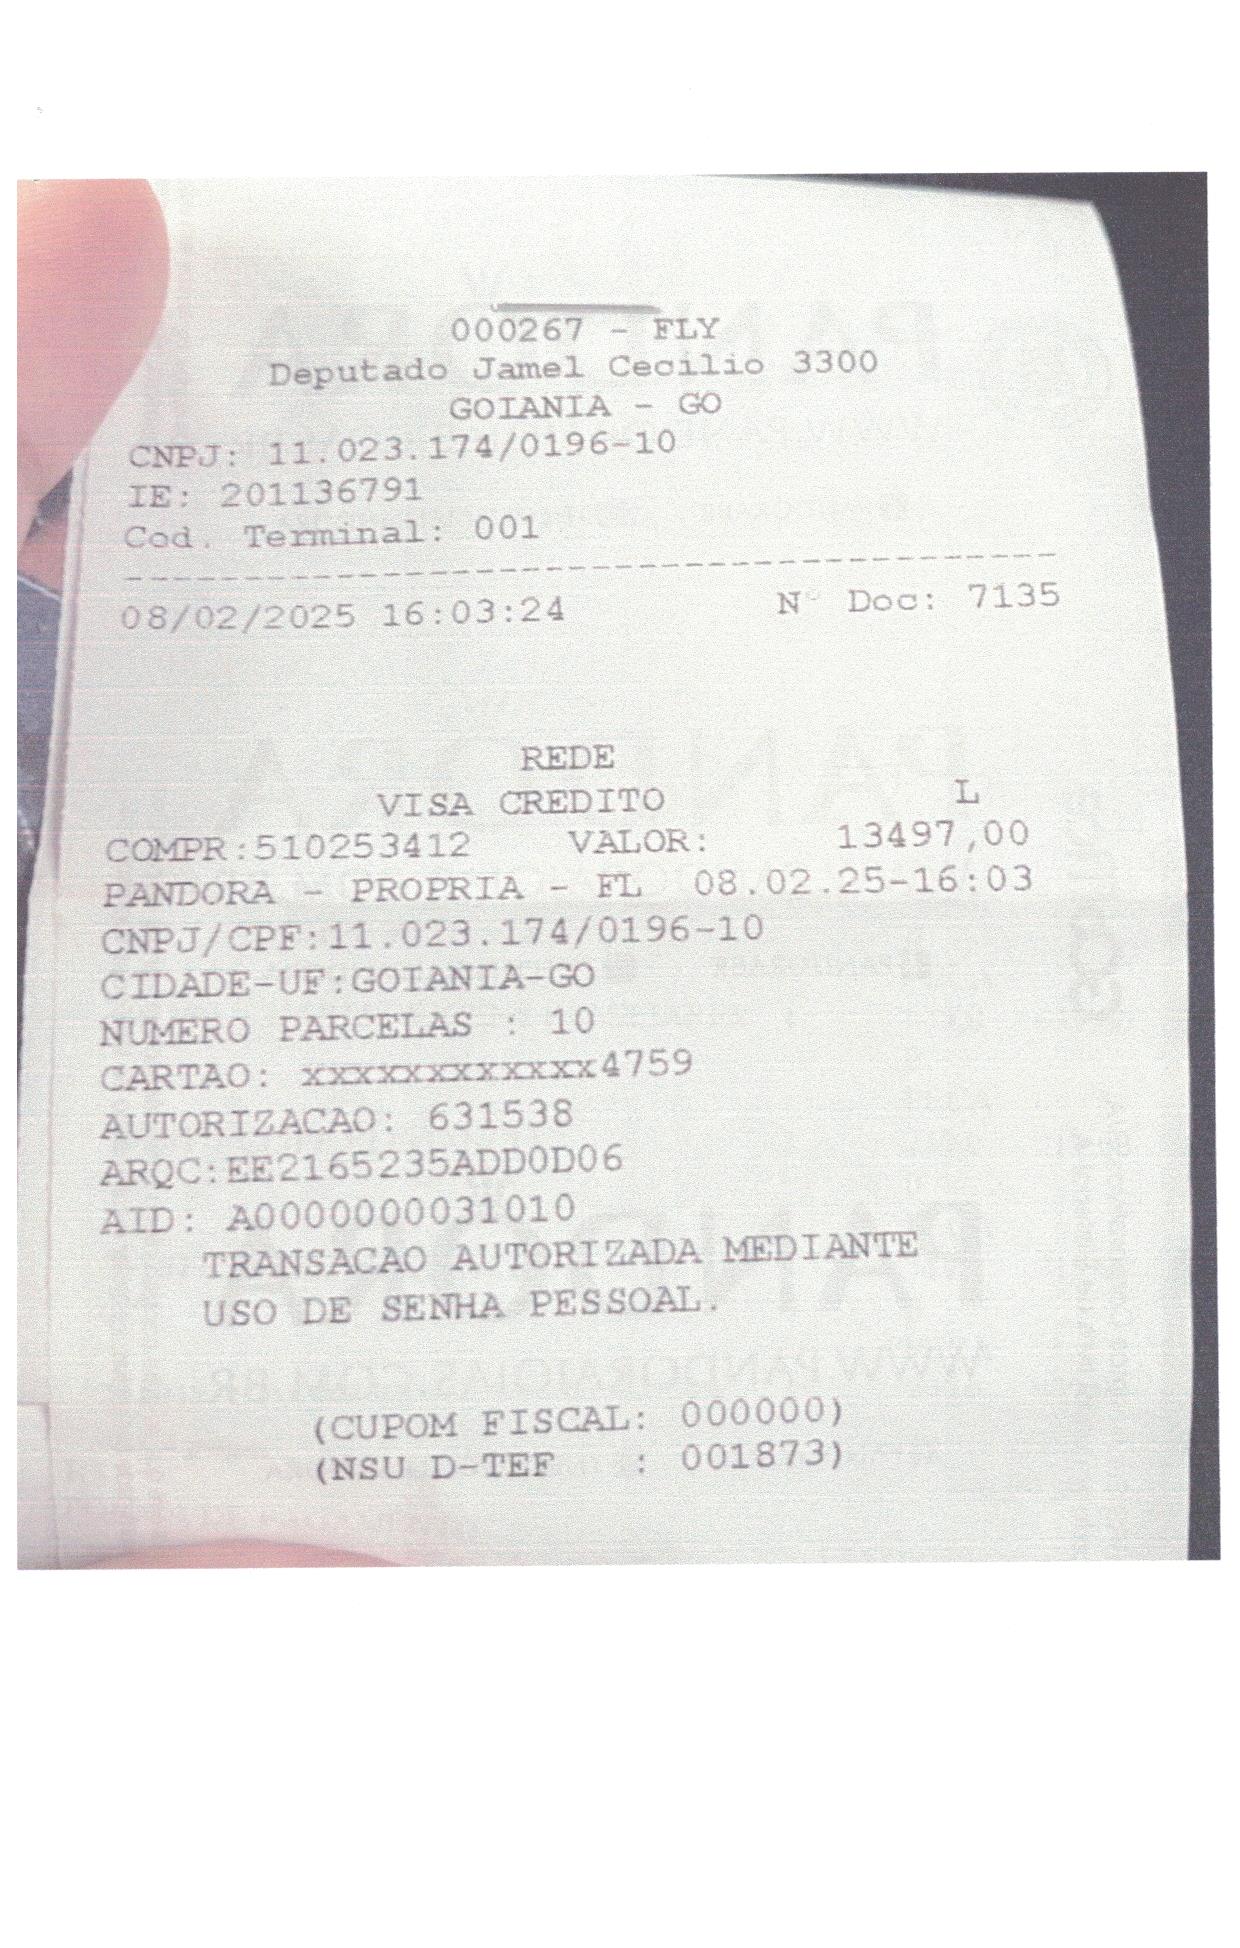 000267 - FLY
Deputado Jamel Cecilio 3300
GOIANIA - GO
CNPJ: 11.023.174/0196-10
IE: 201136791
Cod. Terminal: 001
----------------------------------------
08/02/2025 16:03:24 N° Doc: 7135
REDE
VISA CREDITO L
COMPR:510253412 VALOR: 13497,00
PANDORA - PROPRIA - FL 08.02.25-16:03
CNPJ/CPF:11.023.174/0196-10
CIDADE-UF:GOIANIA-GO
NUMERO PARCELAS : 10
CARTAO: xxxxxxxxxxxx4759
AUTORIZACAO: 631538
ARQC:EE2165235ADD0D06
AID: A0000000031010
TRANSACAO AUTORIZADA MEDIANTE
USO DE SENHA PESSOAL.
(CUPOM FISCAL: 000000)
(NSU D-TEF : 001873)